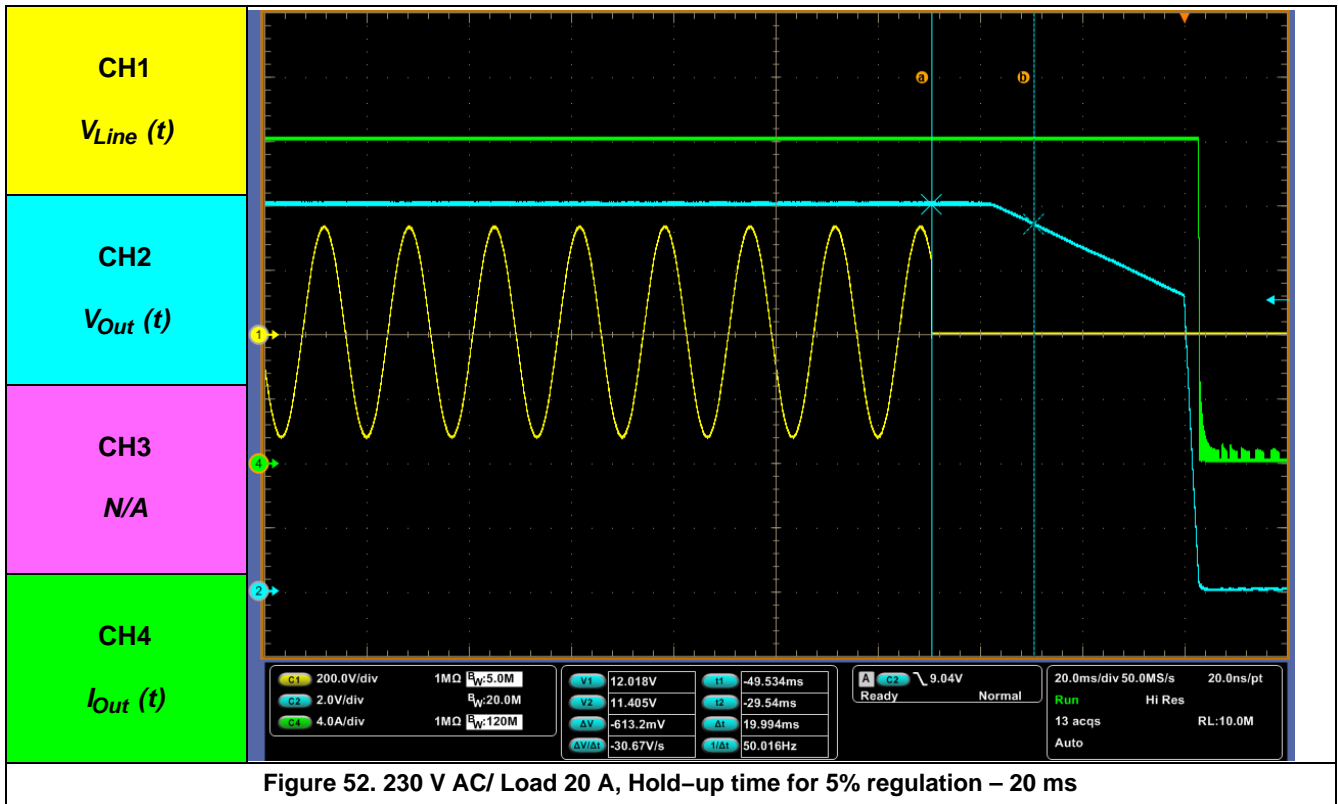 CH1
VLine (t)
CH2
VOut (t)
CH3
N/A
CH4
IOut (t)
a
b
1
4
2
C1 200.0V/div 1MΩ BW:5.0M
C2 2.0V/div BW:20.0M
C4 4.0A/div 1MΩ BW:120M
V1 12.018V t1 -49.534ms
V2 11.405V t2 -29.54ms
ΔV -613.2mV Δt 19.994ms
ΔV/Δt -30.67V/s 1/Δt 50.016Hz
A C2 \ 9.04V
Ready Normal
20.0ms/div 50.0MS/s 20.0ns/pt
Run Hi Res
13 acqs RL:10.0M
Auto
Figure 52. 230 V AC/ Load 20 A, Hold−up time for 5% regulation – 20 ms